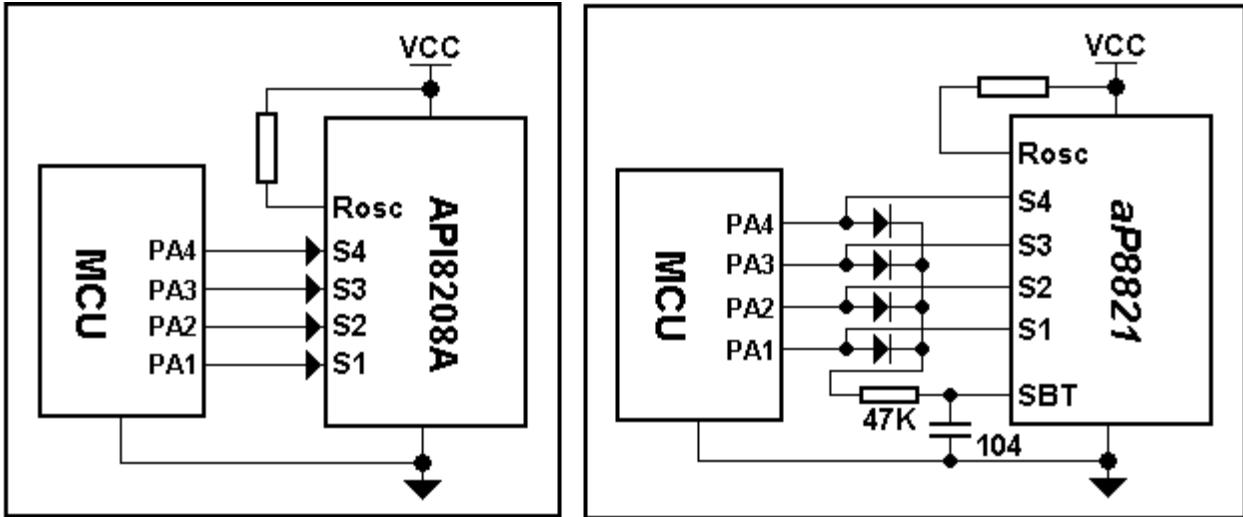 VCC
Rosc
PA4 S4
PA3 S3
PA2 S2
PA1 S1
MCU
API8208A
VCC
Rosc
S4
PA4
S3
PA3
S2
PA2
S1
PA1
SBT
47K
104
MCU
aP8821